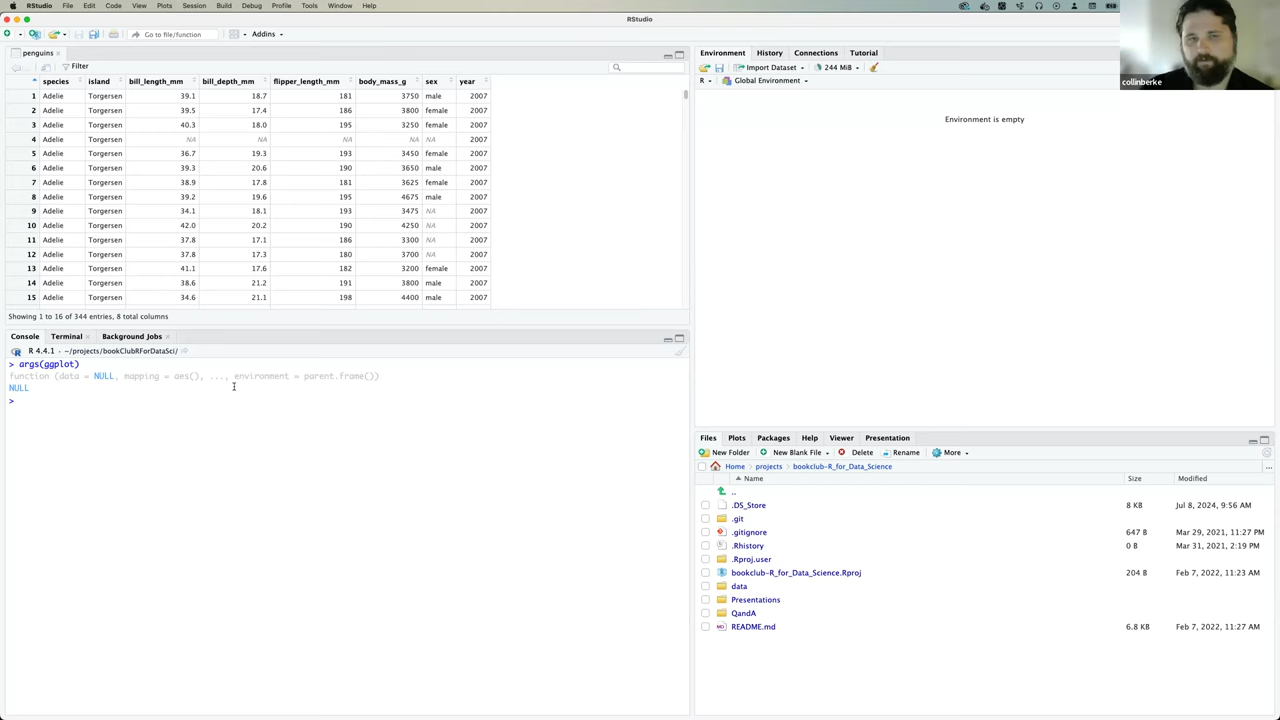 RStudio File Edit Code View Plots Session Build Debug Profile Tools Window Help
RStudio
Go to file/function Addins
penguins
Filter
species island bill_length_mm bill_depth_mm flipper_length_mm body_mass_g sex year
1 Adelie Torgersen 39.1 18.7 181 3750 male 2007
2 Adelie Torgersen 39.5 17.4 186 3800 female 2007
3 Adelie Torgersen 40.3 18.0 195 3250 female 2007
4 Adelie Torgersen NA NA NA NA NA 2007
5 Adelie Torgersen 36.7 19.3 193 3450 female 2007
6 Adelie Torgersen 39.3 20.6 190 3650 male 2007
7 Adelie Torgersen 38.9 17.8 181 3625 female 2007
8 Adelie Torgersen 39.2 19.6 195 4675 male 2007
9 Adelie Torgersen 34.1 18.1 193 3475 NA 2007
10 Adelie Torgersen 42.0 20.2 190 4250 NA 2007
11 Adelie Torgersen 37.8 17.1 186 3300 NA 2007
12 Adelie Torgersen 37.8 17.3 180 3700 NA 2007
13 Adelie Torgersen 41.1 17.6 182 3200 female 2007
14 Adelie Torgersen 38.6 21.2 191 3800 male 2007
15 Adelie Torgersen 34.6 21.1 198 4400 male 2007
Showing 1 to 16 of 344 entries, 8 total columns
Console Terminal Background Jobs
R 4.4.1 · ~/projects/bookClubRForDataSci/
> args(ggplot)
function (data = NULL, mapping = aes(), ..., environment = parent.frame())
NULL
>
Environment History Connections Tutorial
Import Dataset 244 MiB
R Global Environment
Environment is empty
collinberke
Files Plots Packages Help Viewer Presentation
New Folder New Blank File Delete Rename More
Home projects bookclub-R_for_Data_Science
Name Size Modified
..
.DS_Store 8 KB Jul 8, 2024, 9:56 AM
.git
.gitignore 647 B Mar 29, 2021, 11:27 PM
.Rhistory 0 B Mar 31, 2021, 2:19 PM
.Rproj.user
bookclub-R_for_Data_Science.Rproj 204 B Feb 7, 2022, 11:23 AM
data
Presentations
QandA
README.md 6.8 KB Feb 7, 2022, 11:27 AM